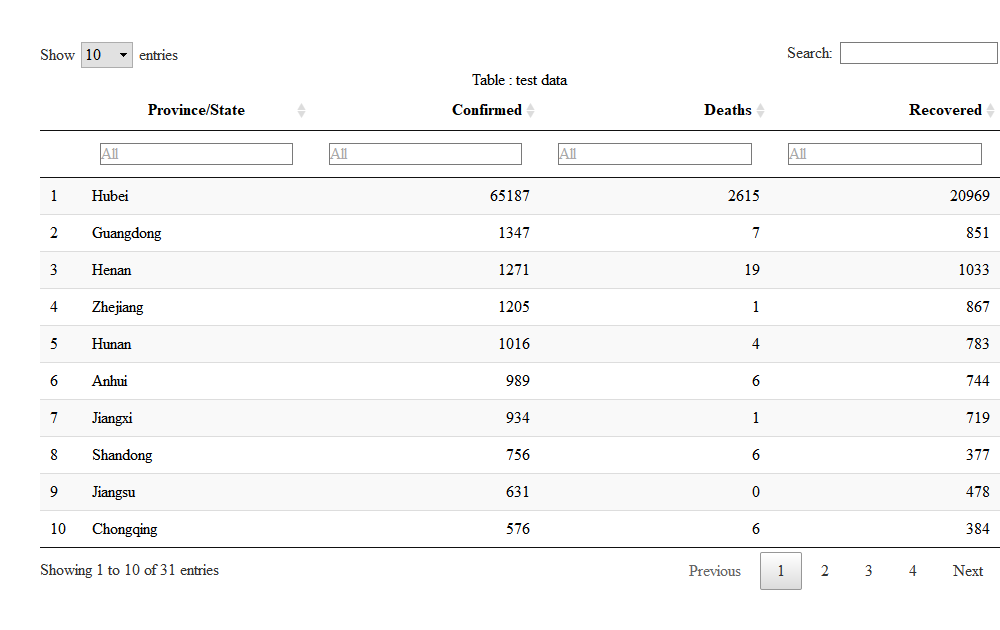 Show 10 entries Search:
Table : test data
Province/State Confirmed Deaths Recovered
All All All All
1 Hubei 65187 2615 20969
2 Guangdong 1347 7 851
3 Henan 1271 19 1033
4 Zhejiang 1205 1 867
5 Hunan 1016 4 783
6 Anhui 989 6 744
7 Jiangxi 934 1 719
8 Shandong 756 6 377
9 Jiangsu 631 0 478
10 Chongqing 576 6 384
Showing 1 to 10 of 31 entries Previous 1 2 3 4 Next